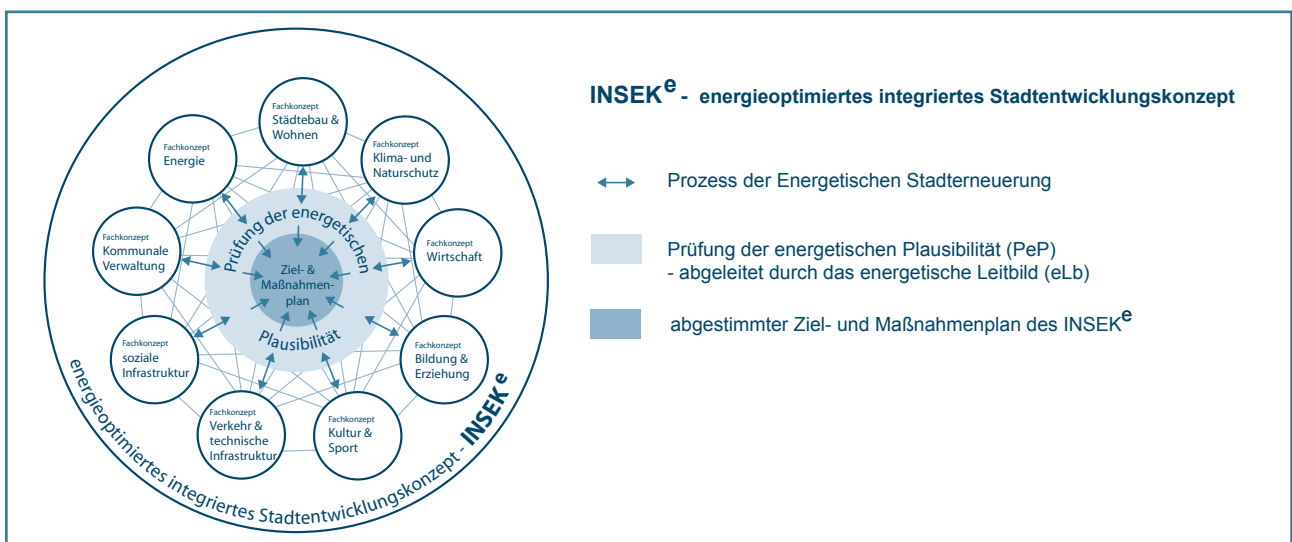 Fachkonzept
Städtebau &
Wohnen
Fachkonzept
Klima- und
Naturschutz
Fachkonzept
Wirtschaft
Fachkonzept
Bildung &
Erziehung
Fachkonzept
Kultur &
Sport
Fachkonzept
Verkehr &
technische
Infrastruktur
Fachkonzept
soziale
Infrastruktur
Fachkonzept
Kommunale
Verwaltung
Fachkonzept
Energie
Prüfung der energetischen
Plausibilität
Ziel- &
Maßnahmen-
plan
energieoptimiertes integriertes Stadtentwicklungskonzept - INSEK e
INSEKe - energieoptimiertes integriertes Stadtentwicklungskonzept
Prozess der Energetischen Stadterneuerung
Prüfung der energetischen Plausibilität (PeP)
- abgeleitet durch das energetische Leitbild (eLb)
abgestimmter Ziel- und Maßnahmenplan des INSEKe